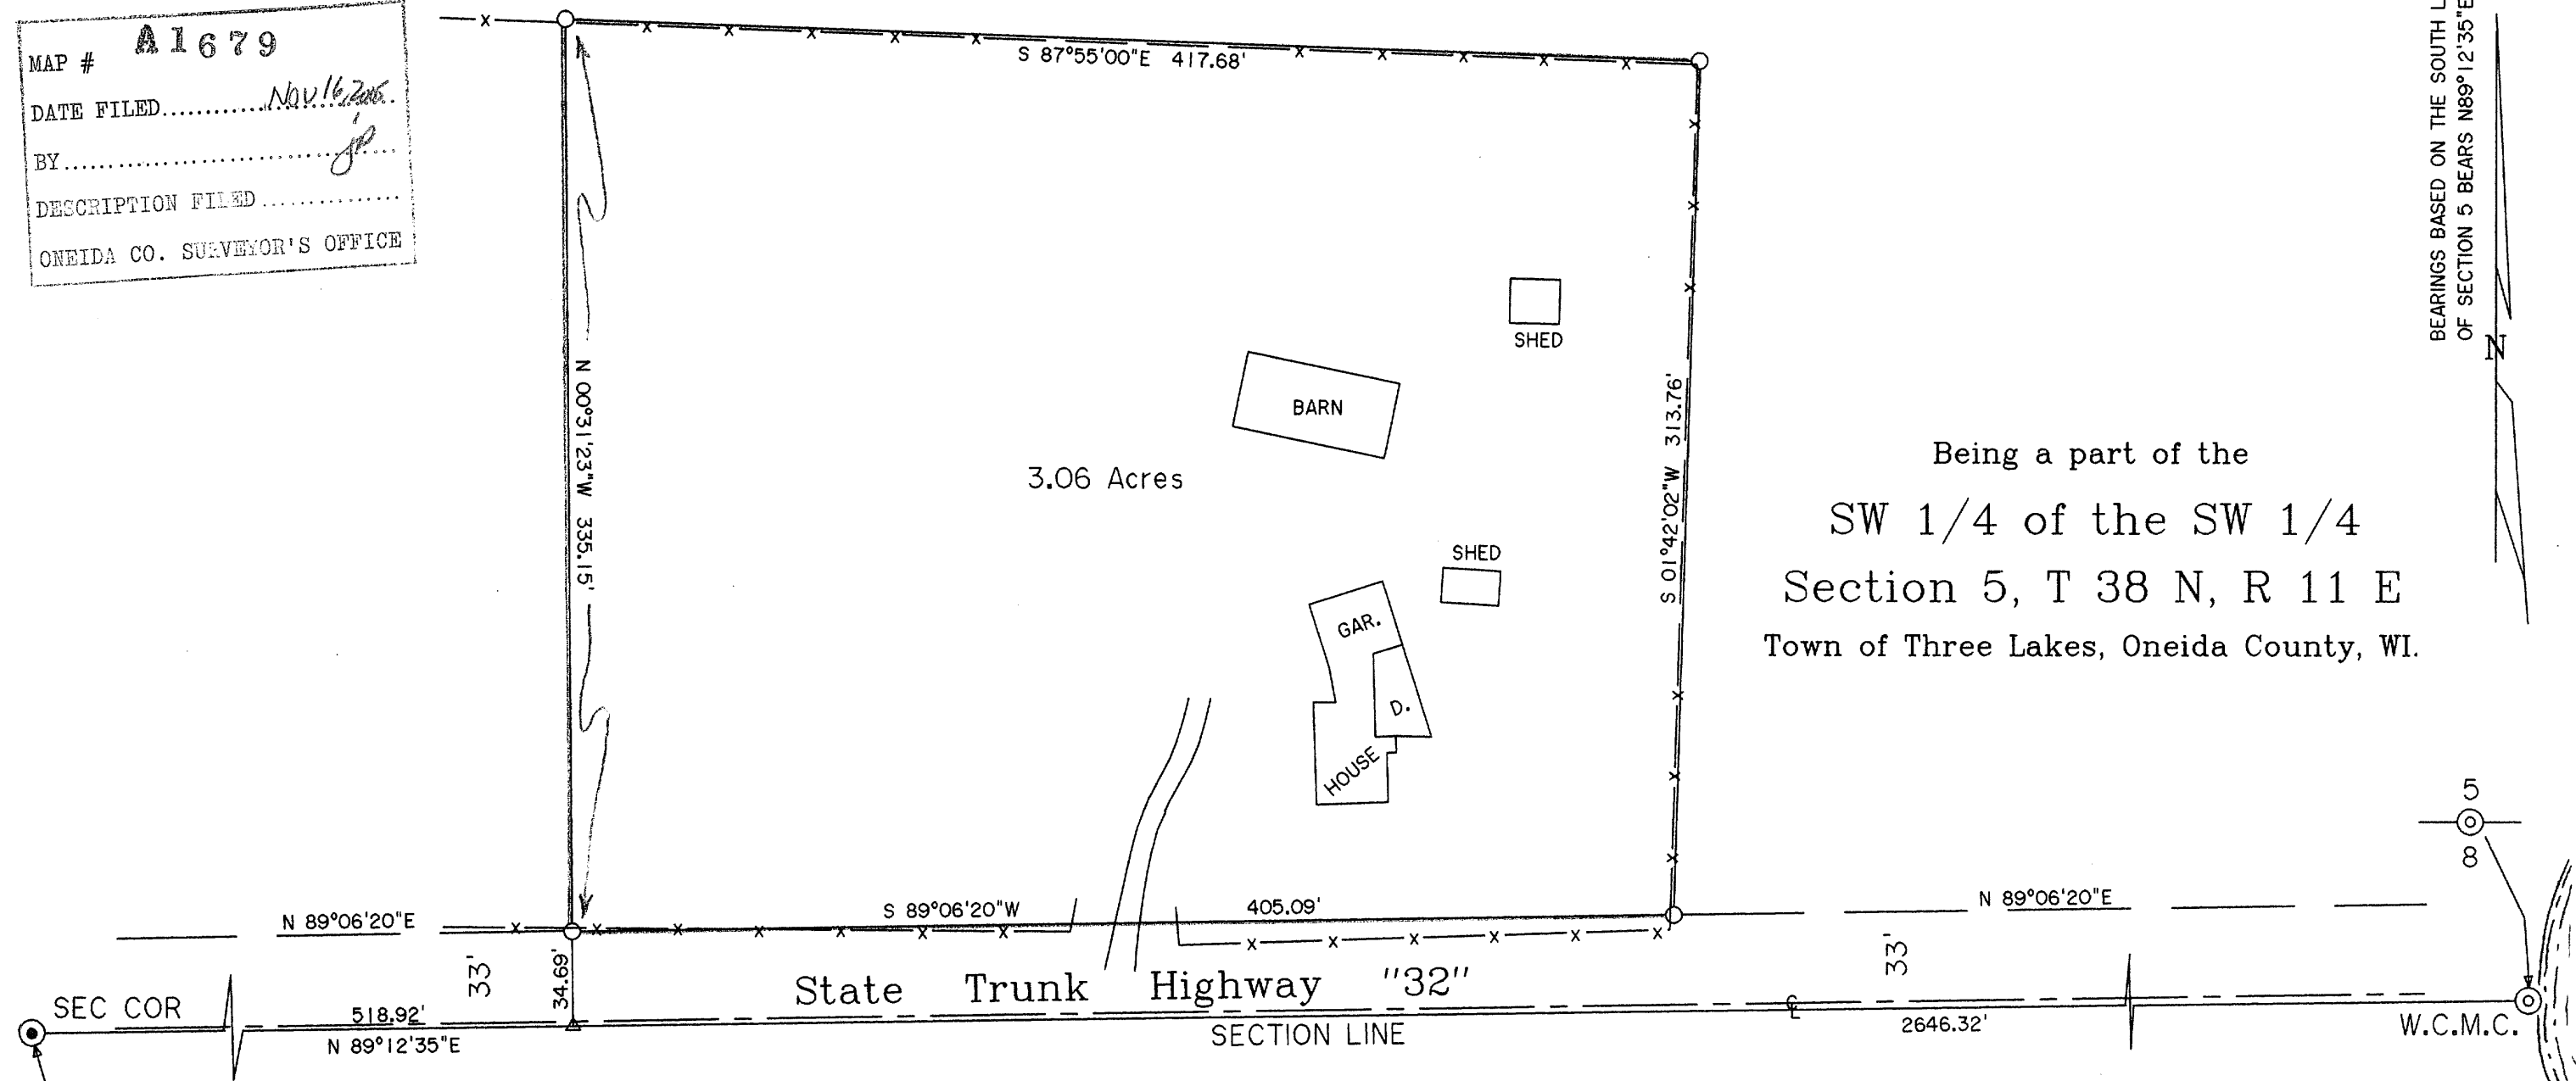 MAP # A1679
DATE FILED.............Nov 16, 2005.
BY...................................jp....
DESCRIPTION FILED................
ONEIDA CO. SURVEYOR'S OFFICE
S 87°55'00"E 417.68'
BEARINGS BASED ON THE SOUTH L
OF SECTION 5 BEARS N89°12'35"E
N
N 00°31'23"W 335.15'
S 01°42'02"W 313.76'
SHED
BARN
3.06 Acres
SHED
GAR.
D.
HOUSE
Being a part of the
SW 1/4 of the SW 1/4
Section 5, T 38 N, R 11 E
Town of Three Lakes, Oneida County, WI.
5
8
N 89°06'20"E
S 89°06'20"W 405.09'
N 89°06'20"E
33'
34.69'
33'
State Trunk Highway "32"
SEC COR
518.92'
N 89°12'35"E
SECTION LINE
CL
2646.32'
W.C.M.C.